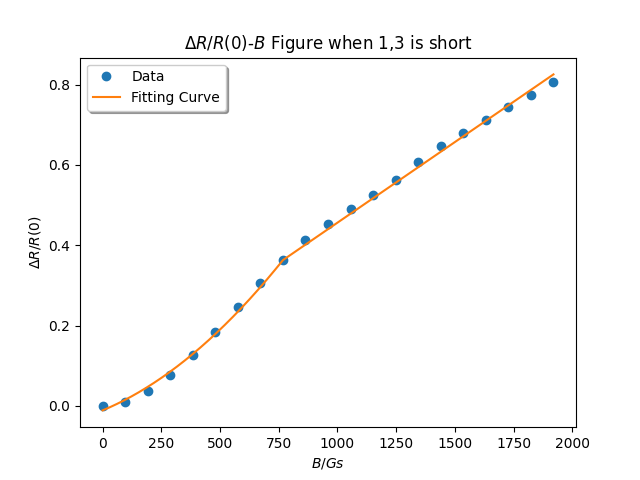 ΔR/R(0)-B Figure when 1,3 is short
Data
Fitting Curve
0.8
0.6
0.4
0.2
0.0
ΔR/R(0)
0 250 500 750 1000 1250 1500 1750 2000
B/Gs